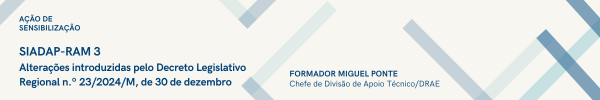 AÇÃO DE
SENSIBILIZAÇÃO
SIADAP-RAM 3
Alterações introduzidas pelo Decreto Legislativo
Regional n.º 23/2024/M, de 30 de dezembro
FORMADOR MIGUEL PONTE
Chefe de Divisão de Apoio Técnico/DRAE